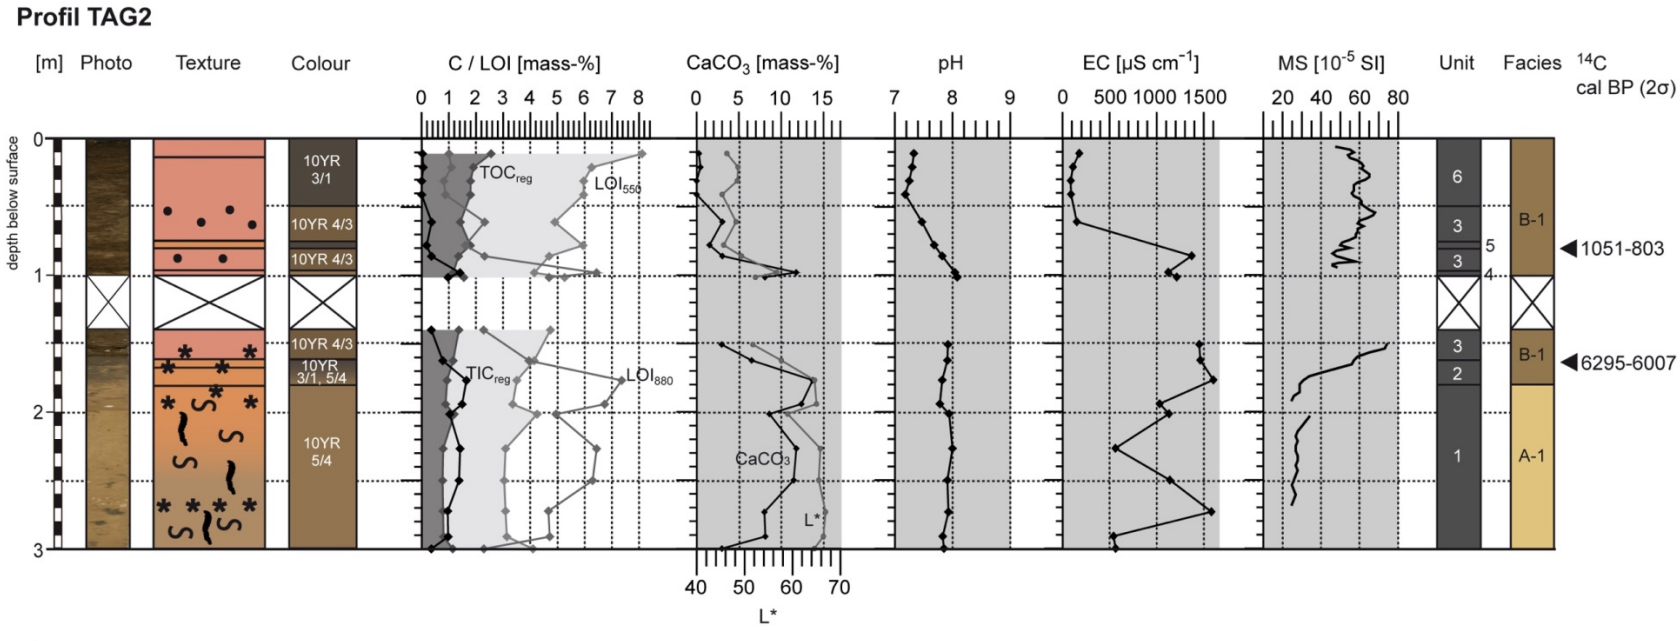 Profil TAG2
[m] Photo Texture Colour C / LOI [mass-%] CaCO₃ [mass-%] pH EC [µS cm⁻¹] MS [10⁻⁵ SI] Unit Facies ¹⁴C
cal BP (2σ)
0 1 2 3 4 5 6 7 8 0 5 10 15 7 8 9 0 500 1000 1500 20 40 60 80
depth below surface
0
10YR
3/1
TOCreg
LOI550
6
10YR 4/3
3
B-1
5
1051-803
10YR 4/3
3
1
4
10YR 4/3
3
B-1
6295-6007
10YR
3/1, 5/4
TICreg
LOI880
2
2
10YR
5/4
CaCO₃
1
A-1
L*
3
40 50 60 70
L*